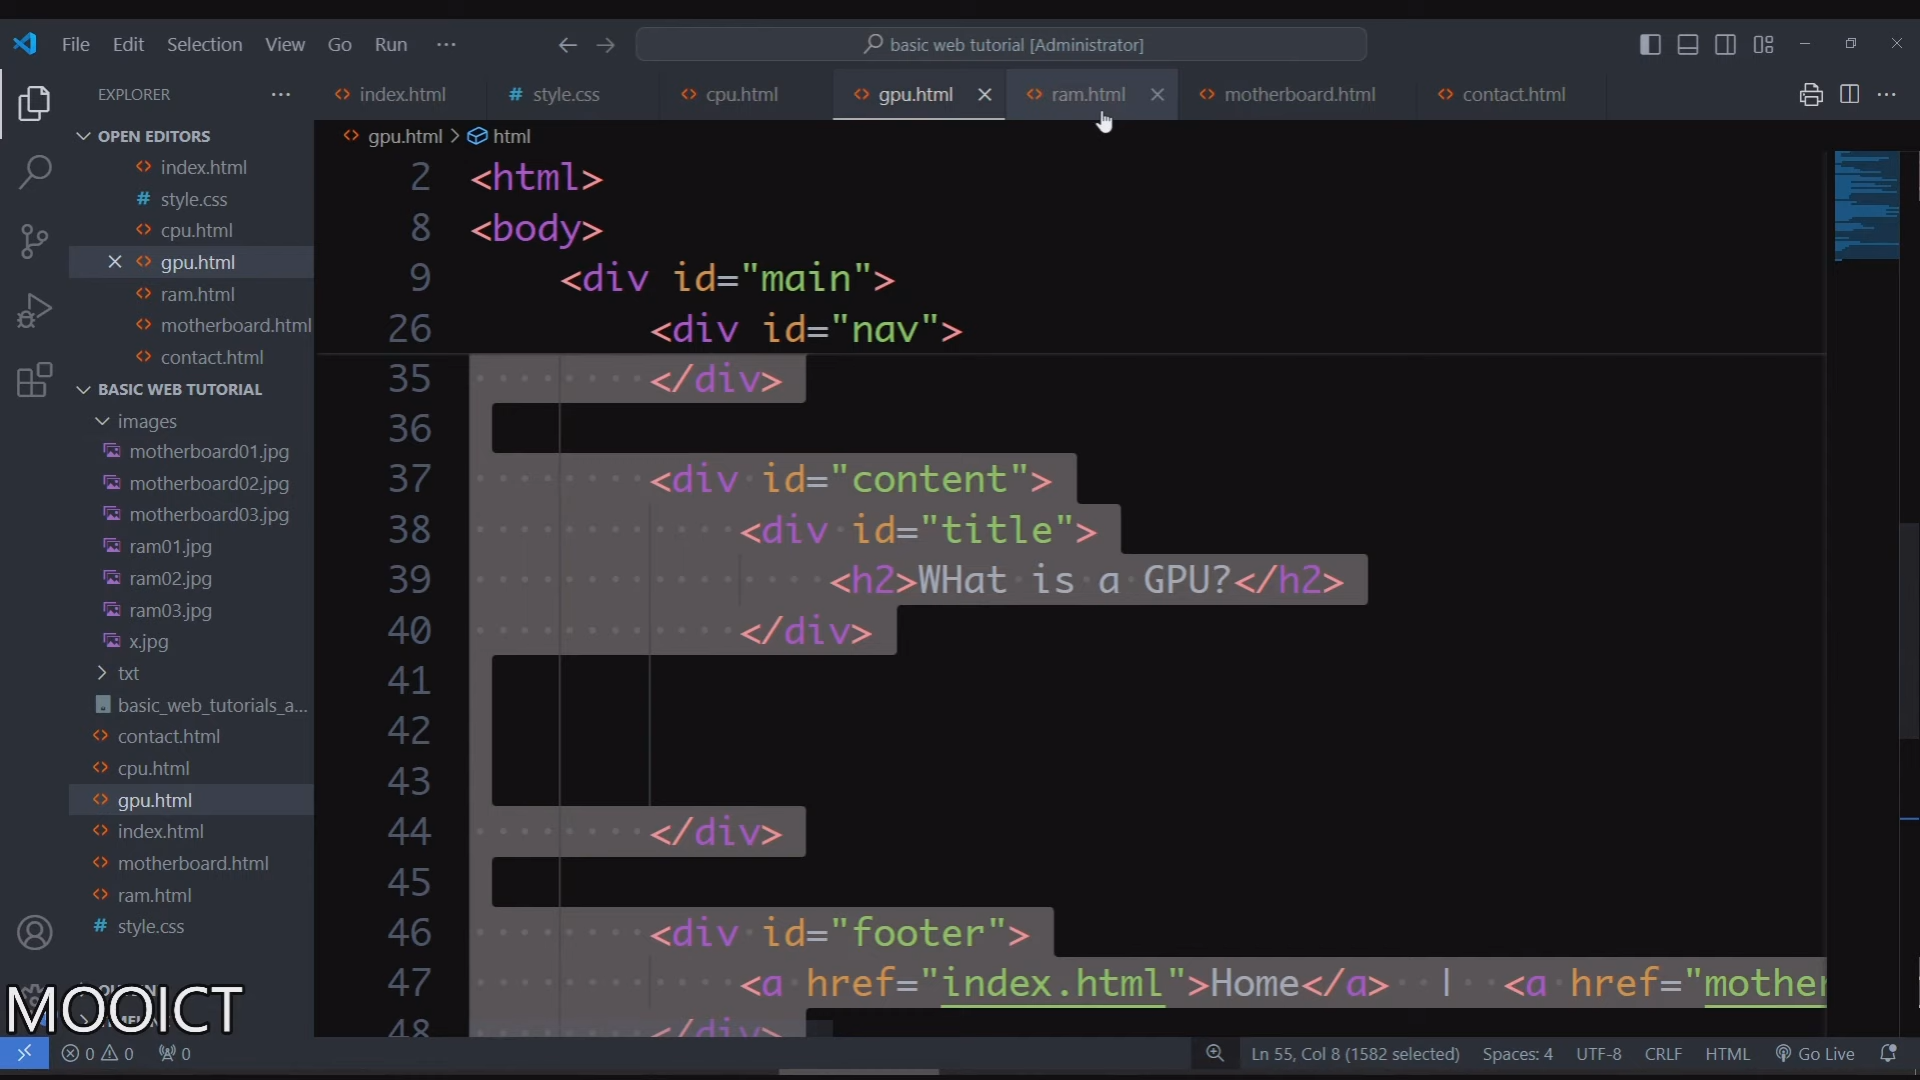 File Edit Selection View Go Run ···
basic web tutorial [Administrator]
EXPLORER ···
index.html
# style.css
cpu.html
gpu.html
ram.html
motherboard.html
contact.html
OPEN EDITORS
index.html
# style.css
cpu.html
gpu.html
ram.html
motherboard.html
contact.html
BASIC WEB TUTORIAL
images
motherboard01.jpg
motherboard02.jpg
motherboard03.jpg
ram01.jpg
ram02.jpg
ram03.jpg
x.jpg
txt
basic_web_tutorials_a...
contact.html
cpu.html
gpu.html
index.html
motherboard.html
ram.html
# style.css
gpu.html > html
2 <html>
8 <body>
9 <div id="main">
26 <div id="nav">
35 </div>
36
37 <div id="content">
38 <div id="title">
39 <h2>WHat is a GPU?</h2>
40 </div>
41
42
43
44 </div>
45
46 <div id="footer">
47 <a href="index.html">Home</a> | <a href="mother
48 </div>
MOOICT
0 0 0
Ln 55, Col 8 (1582 selected) Spaces: 4 UTF-8 CRLF HTML Go Live